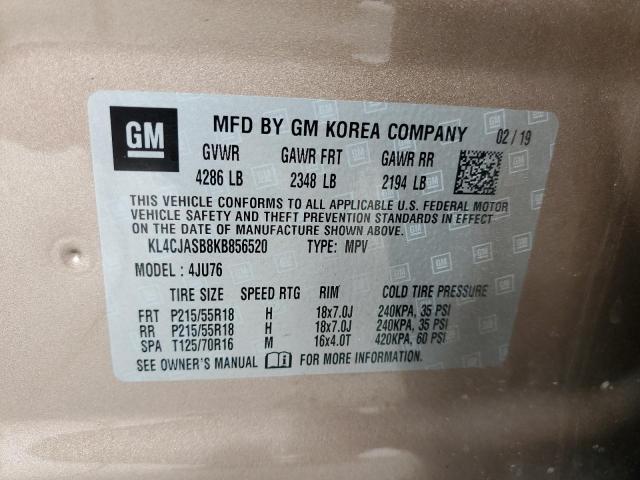 GM MFD BY GM KOREA COMPANY 02 / 19
GVWR GAWR FRT GAWR RR
4286 LB 2348 LB 2194 LB
THIS VEHICLE CONFORMS TO ALL APPLICABLE U.S. FEDERAL MOTOR
VEHICLE SAFETY AND THEFT PREVENTION STANDARDS IN EFFECT
ON THE DATE OF MANUFACTURE SHOWN ABOVE.
KL4CJASB8KB856520 TYPE: MPV
MODEL : 4JU76
TIRE SIZE SPEED RTG RIM COLD TIRE PRESSURE
FRT P215/55R18 H 18x7.0J 240KPA, 35 PSI
RR P215/55R18 H 18x7.0J 240KPA, 35 PSI
SPA T125/70R16 M 16x4.0T 420KPA, 60 PSI
SEE OWNER'S MANUAL FOR MORE INFORMATION.